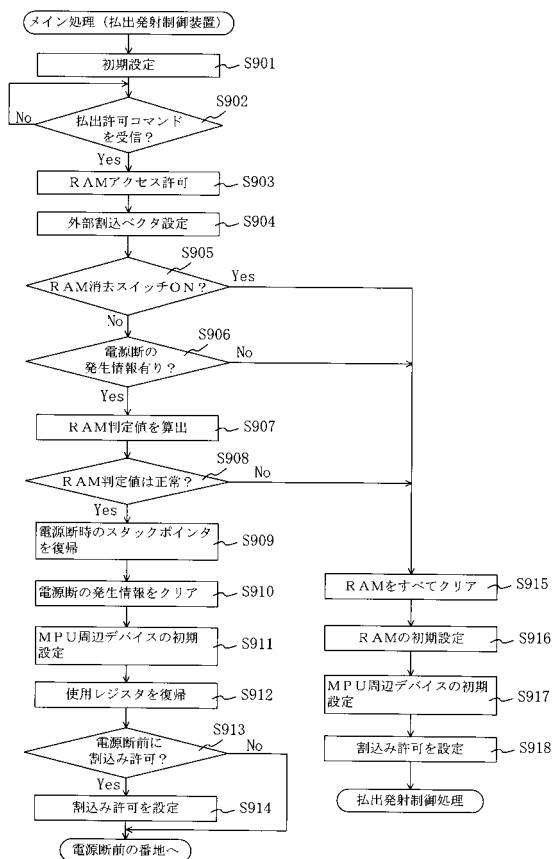 メイン処理（払出発射制御装置）
初期設定
S901
S902
No
払出許可コマンド
を受信？
Yes
RAMアクセス許可
S903
外部割込ベクタ設定
S904
S905
RAM消去スイッチON？
Yes
No
S906
電源断の
発生情報有り？
No
Yes
RAM判定値を算出
S907
S908
RAM判定値は正常？
No
Yes
電源断時のスタックポインタ
を復帰
S909
電源断の発生情報をクリア
S910
MPU周辺デバイスの初期
設定
S911
使用レジスタを復帰
S912
S913
電源断前に
割込み許可？
No
Yes
割込み許可を設定
S914
電源断前の番地へ
RAMをすべてクリア
S915
RAMの初期設定
S916
MPU周辺デバイスの初期
設定
S917
割込み許可を設定
S918
払出発射制御処理